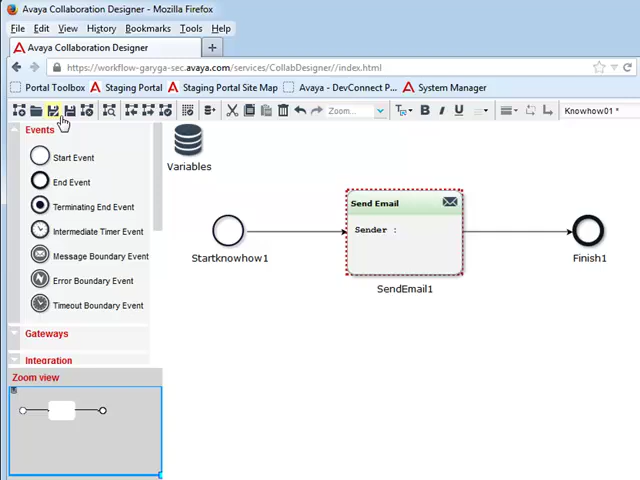 Avaya Collaboration Designer - Mozilla Firefox
File Edit View History Bookmarks Tools Help
Avaya Collaboration Designer
https://workflow-garyga-sec.avaya.com/services/CollabDesigner//index.html
Portal Toolbox Staging Portal Staging Portal Site Map Avaya - DevConnect P... System Manager
Zoom... T B I U Knowhow01 *
Events
Start Event
End Event
Terminating End Event
Intermediate Timer Event
Message Boundary Event
Error Boundary Event
Timeout Boundary Event
Gateways
Integration
Zoom view
Variables
Send Email
Sender :
Startknowhow1
SendEmail1
Finish1